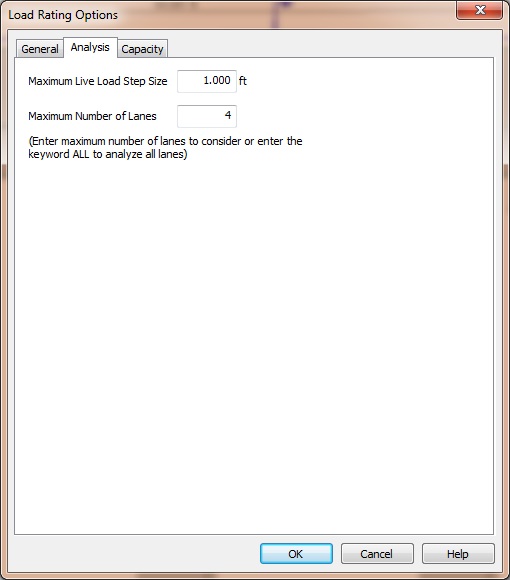 Load Rating Options
General Analysis Capacity
Maximum Live Load Step Size 1.000 ft
Maximum Number of Lanes 4
(Enter maximum number of lanes to consider or enter the
keyword ALL to analyze all lanes)
OK Cancel Help